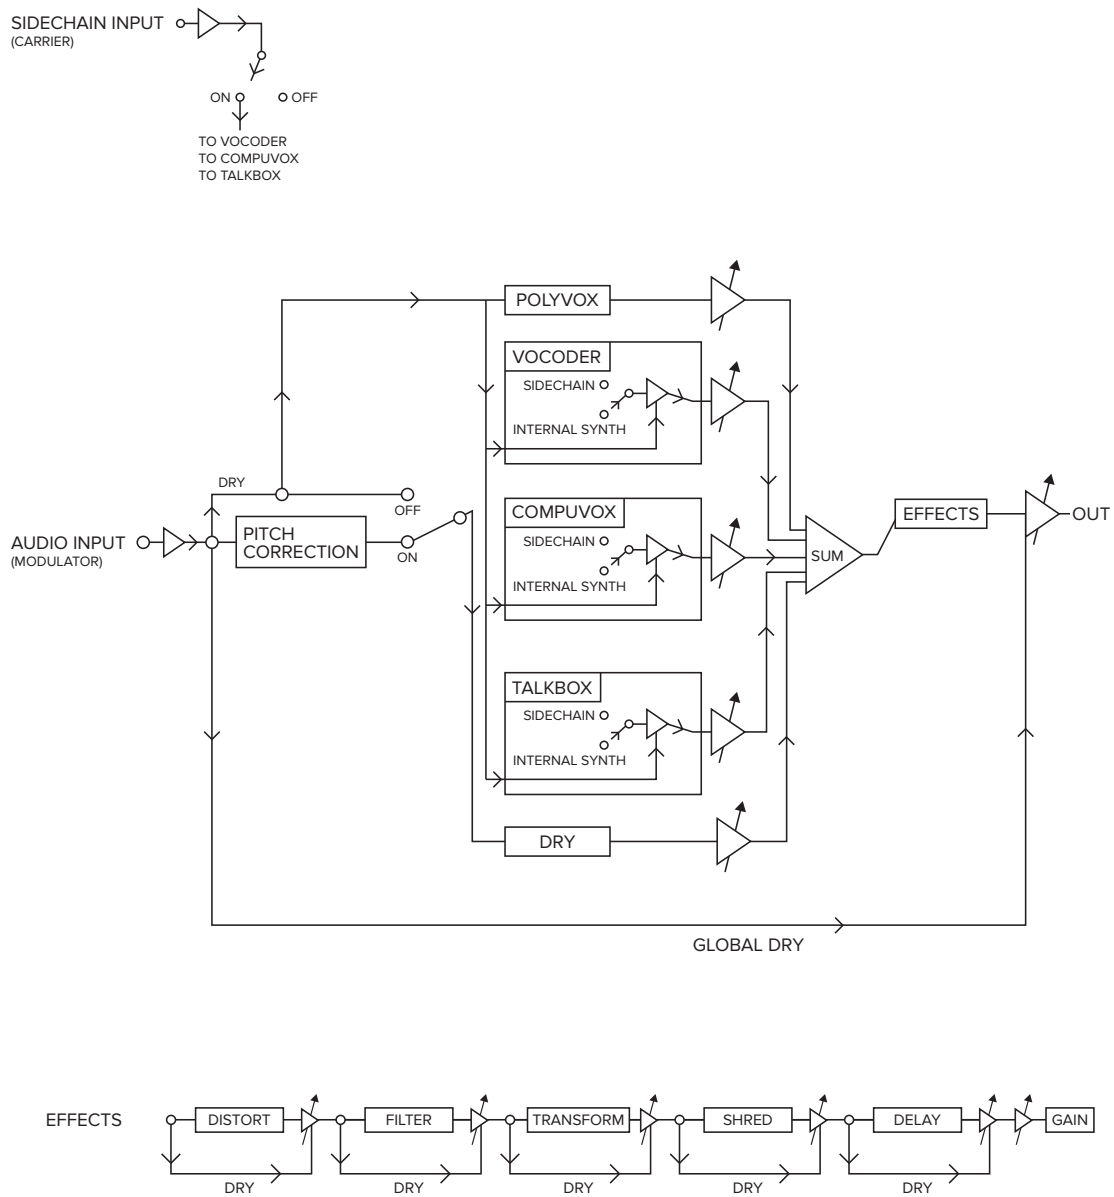 SIDECHAIN INPUT
(CARRIER)
ON
OFF
TO VOCODER
TO COMPUVOX
TO TALKBOX
POLYVOX
VOCODER
SIDECHAIN
INTERNAL SYNTH
DRY
OFF
AUDIO INPUT
(MODULATOR)
PITCH
CORRECTION
ON
COMPUVOX
SIDECHAIN
INTERNAL SYNTH
SUM
EFFECTS
OUT
TALKBOX
SIDECHAIN
INTERNAL SYNTH
DRY
GLOBAL DRY
EFFECTS
DISTORT
FILTER
TRANSFORM
SHRED
DELAY
GAIN
DRY
DRY
DRY
DRY
DRY